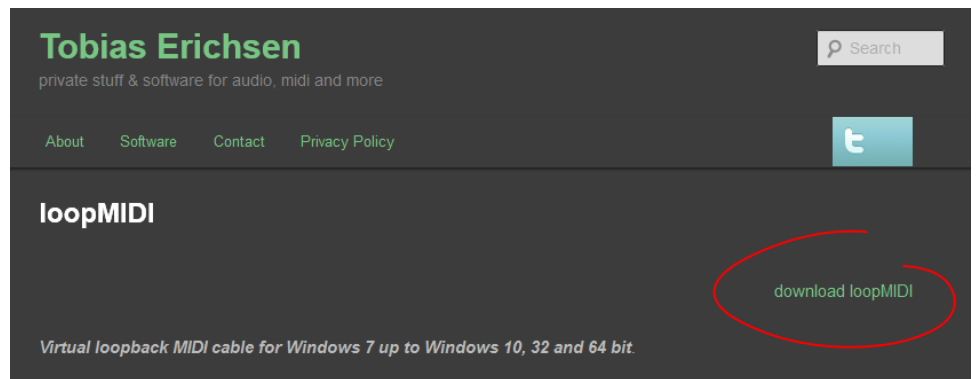 Tobias Erichsen
private stuff & software for audio, midi and more
Search
About Software Contact Privacy Policy
loopMIDI
download loopMIDI
Virtual loopback MIDI cable for Windows 7 up to Windows 10, 32 and 64 bit.